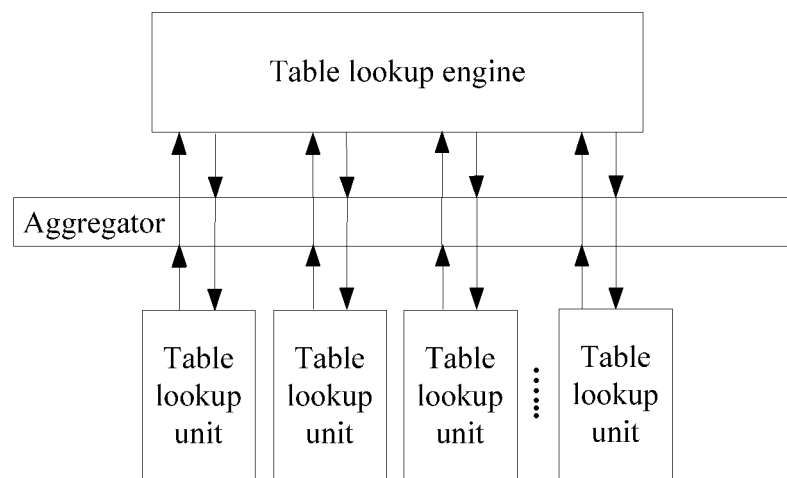 Table lookup engine
Aggregator
Table
lookup
unit
Table
lookup
unit
Table
lookup
unit
Table
lookup
unit